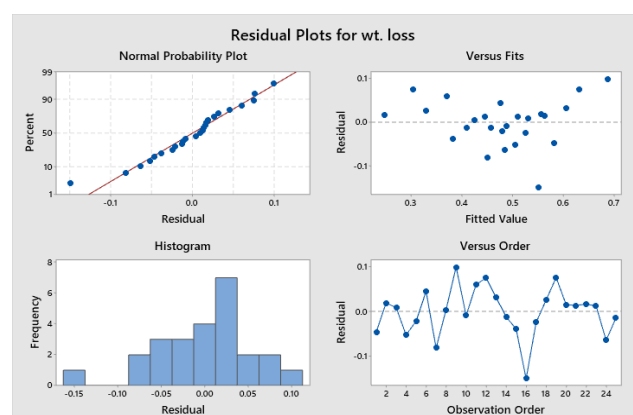 Residual Plots for wt. loss
Normal Probability Plot
99
90
50
10
1
Percent
-0.1
0.0
0.1
Residual
Versus Fits
0.1
0.0
-0.1
Residual
0.3
0.4
0.5
0.6
0.7
Fitted Value
Histogram
8
6
4
2
0
Frequency
-0.15
-0.10
-0.05
0.00
0.05
0.10
Residual
Versus Order
0.1
0.0
-0.1
Residual
2 4 6 8 10 12 14 16 18 20 22 24
Observation Order